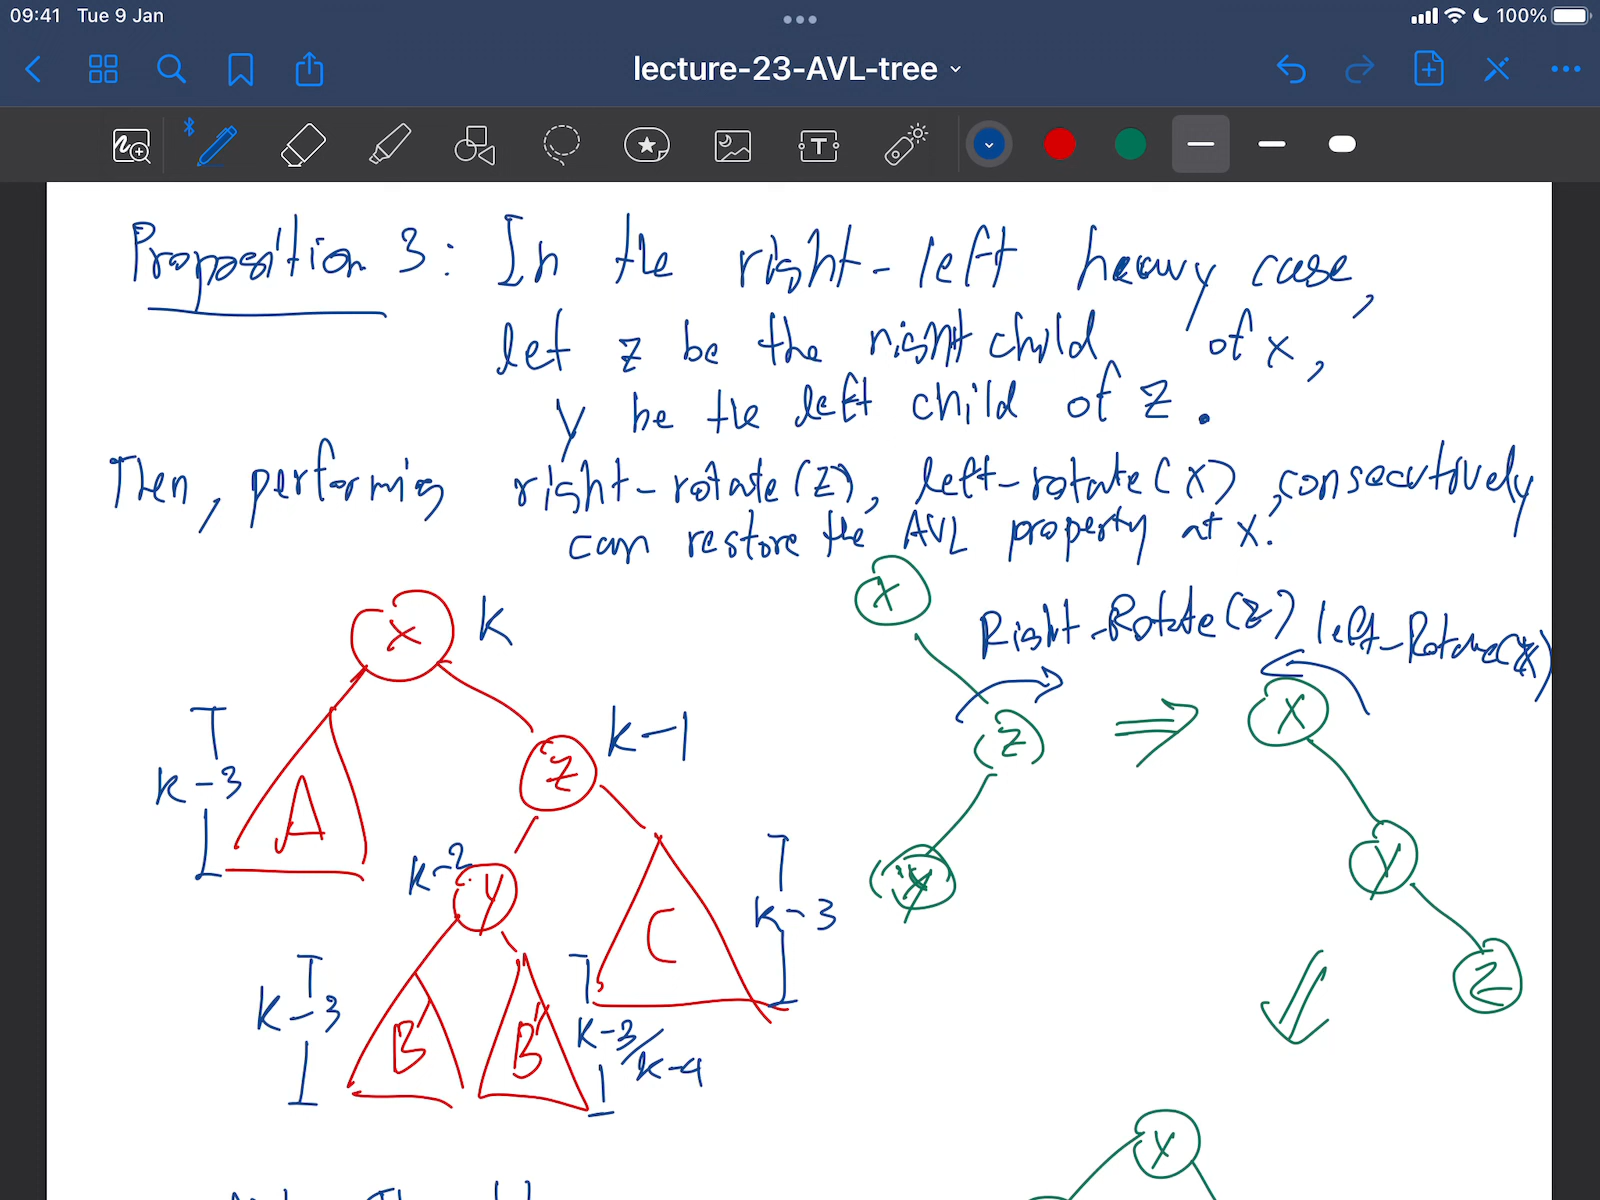 09:41 Tue 9 Jan
100%
lecture-23-AVL-tree
T
Proposition 3: In the right-left heavy case,
let z be the right child of x,
y be the left child of z.
Then, performing right-rotate(z), left-rotate(x), consecutively
can restore the AVL property at x.
x k
x
Right-Rotate(z) left-Rotate(x)
k-3 A
z k-1
z
x
k-2 y
C k-3
y
y
z
k-3 B B' k-3/k-4
y